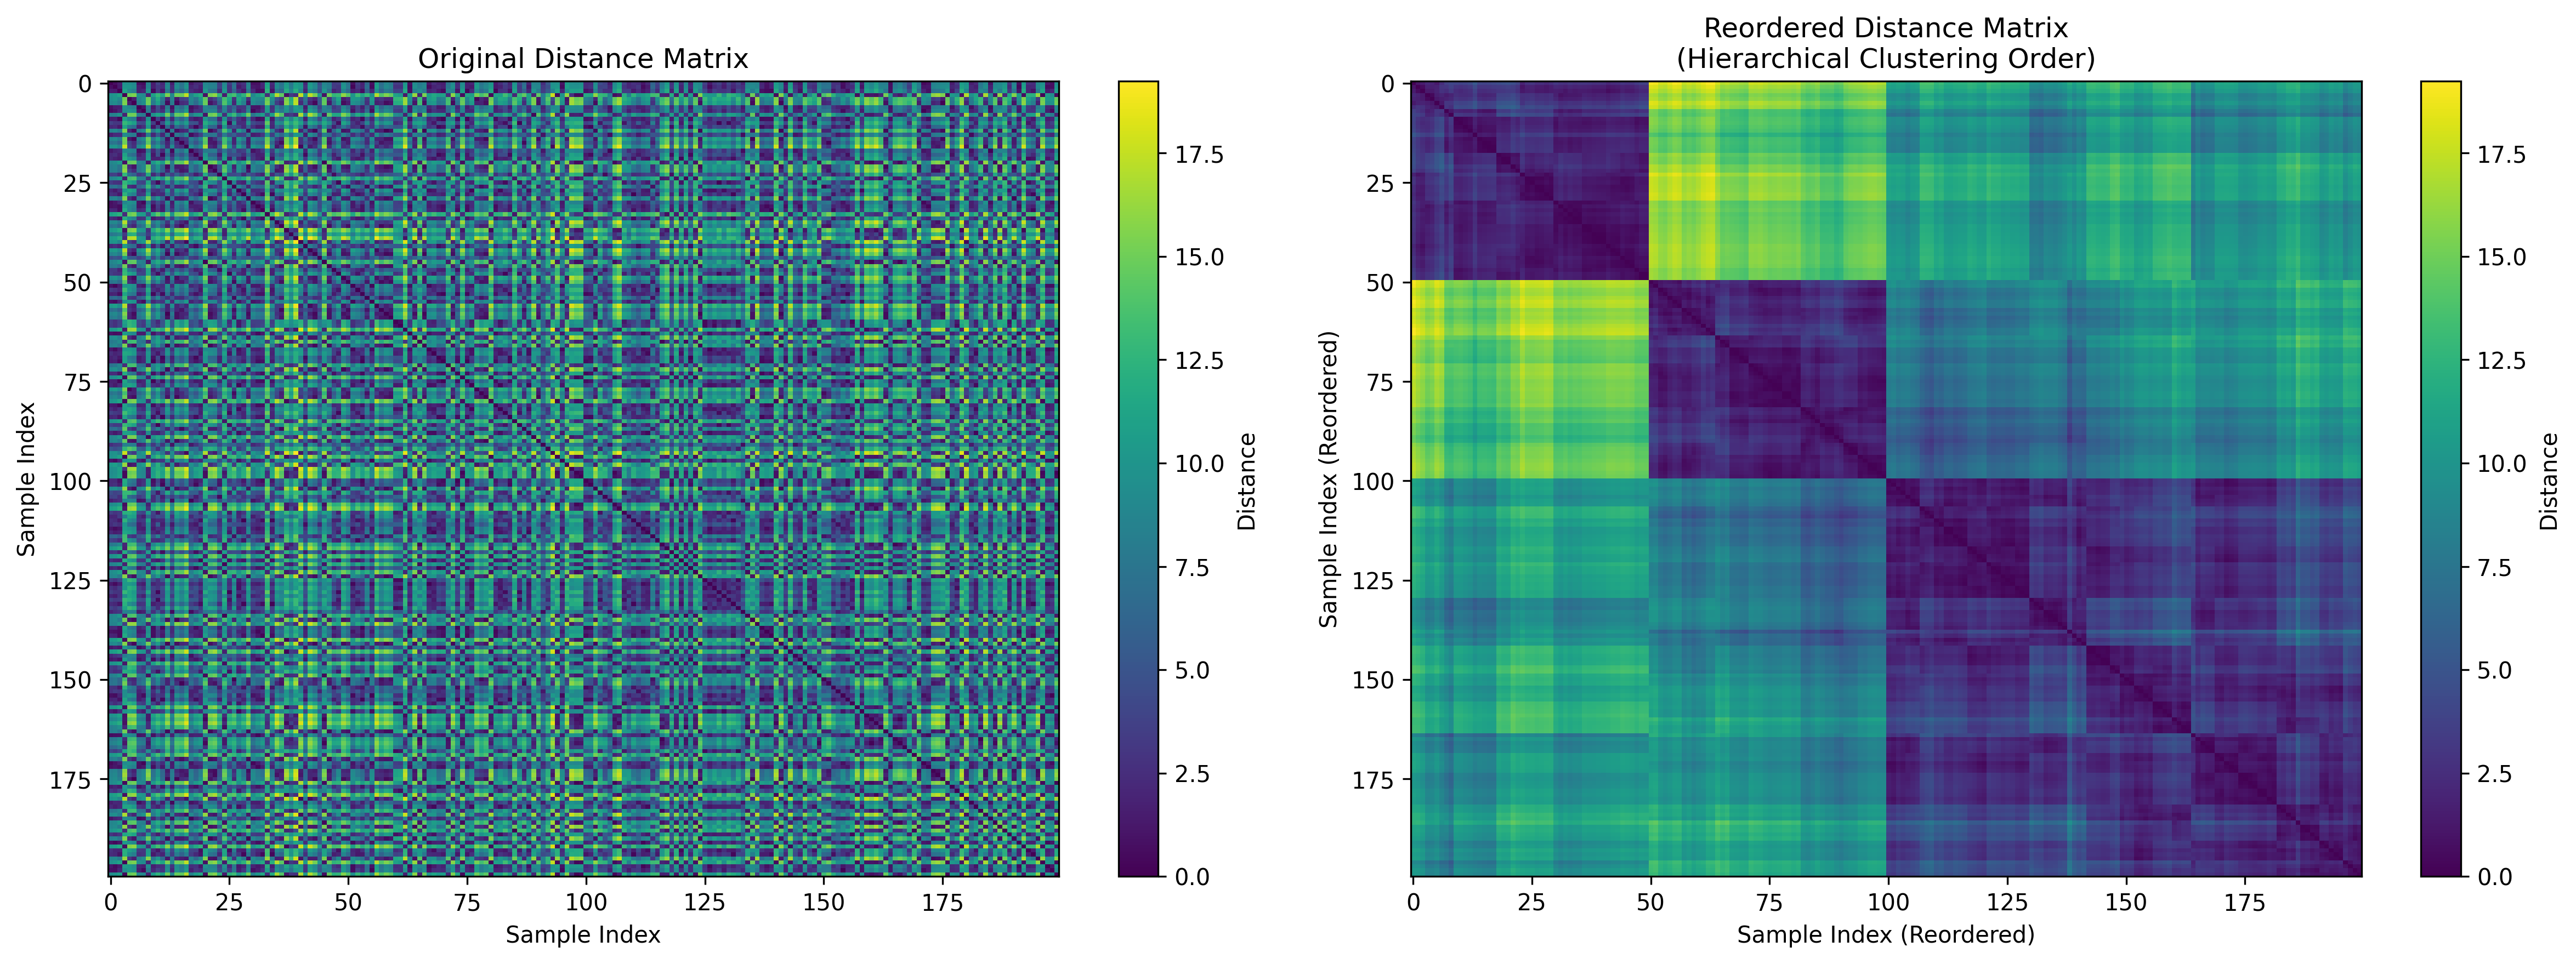 Original Distance Matrix
0
25
50
75
100
125
150
175
Sample Index
0 25 50 75 100 125 150 175
Sample Index
17.5
15.0
12.5
10.0
7.5
5.0
2.5
0.0
Distance
Reordered Distance Matrix
(Hierarchical Clustering Order)
0
25
50
75
100
125
150
175
Sample Index (Reordered)
0 25 50 75 100 125 150 175
Sample Index (Reordered)
17.5
15.0
12.5
10.0
7.5
5.0
2.5
0.0
Distance